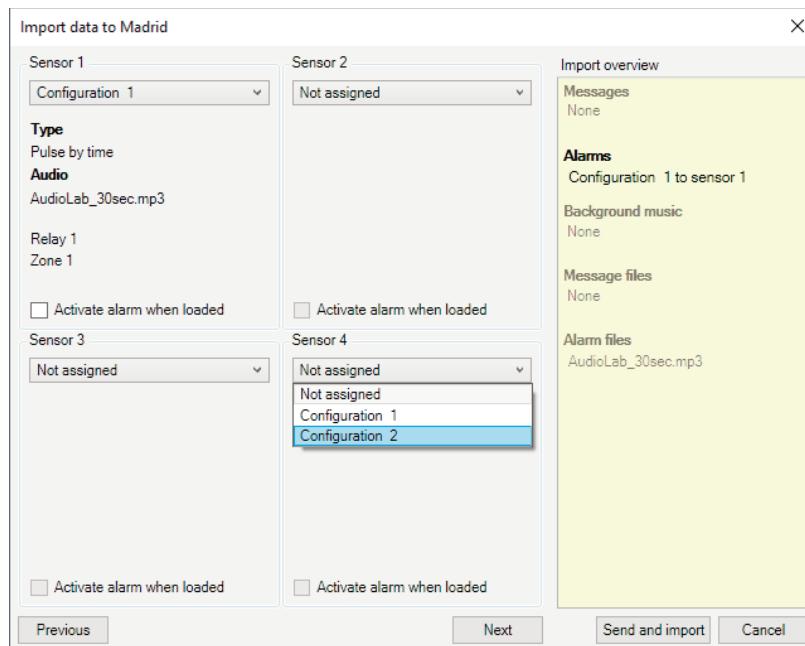 Import data to Madrid
Sensor 1
Configuration 1
Type
Pulse by time
Audio
AudioLab_30sec.mp3
Relay 1
Zone 1
Activate alarm when loaded
Sensor 2
Not assigned
Activate alarm when loaded
Sensor 3
Not assigned
Activate alarm when loaded
Sensor 4
Not assigned
Not assigned
Configuration 1
Configuration 2
Activate alarm when loaded
Import overview
Messages
None
Alarms
Configuration 1 to sensor 1
Background music
None
Message files
None
Alarm files
AudioLab_30sec.mp3
Previous
Next
Send and import
Cancel